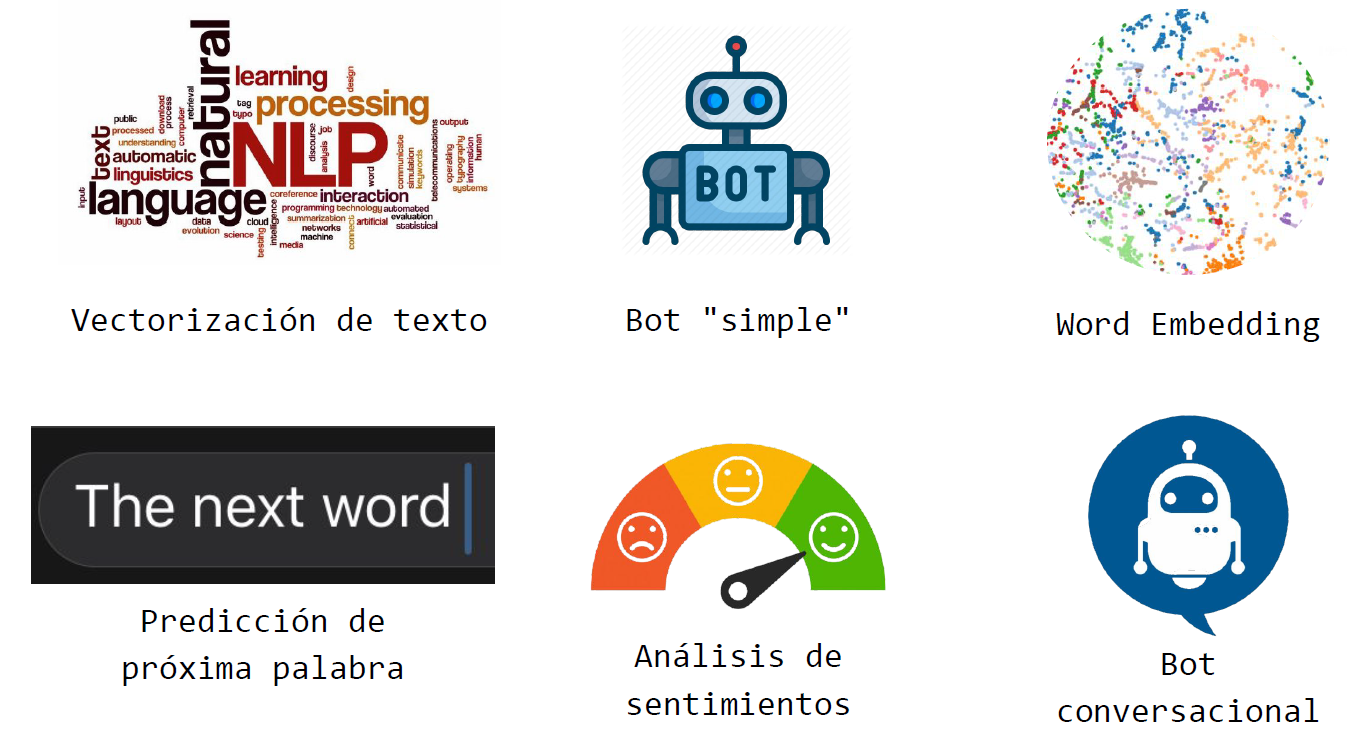 natural
learning
design
tag
processing
typo
retrieval
download
process
computer
public
processed
understanding
text
automatic
linguistics
NLP
discourse
job
analysis
word
communicate
simulation
keywords
telecommunications
output
operating
typography
information
human
systems
input
language
coreference
interaction
programming technology automated
layout
data
cloud
intelligence
summarization
connect
artificial
evaluation
statistical
evolution
science
testing
networks
machine
media
BOT
Vectorización de texto
Bot "simple"
Word Embedding
The next word
Predicción de
próxima palabra
Análisis de
sentimientos
Bot
conversacional